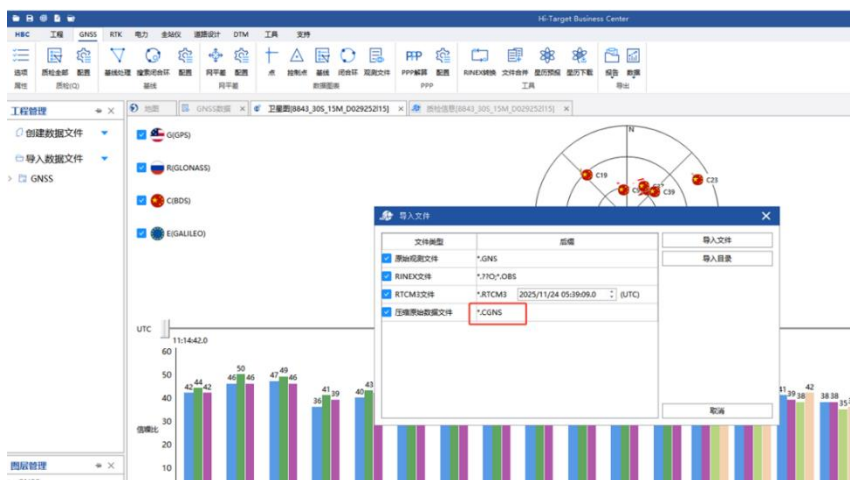 Hi-Target Business Center
HBC 工程 GNSS RTK 电力 全站仪 道路设计 DTM 工具 支持
选项 质检全部 配置 基线处理 搜索闭合环 配置 网平差 配置 点 控制点 基线 闭合环 观测文件 PPP解算 配置 RINEX转换 文件合并 星历预报 星历下载 报告 数据
属性 质检(Q) 基线 网平差 数据图表 PPP 工具 导出
工程管理
地图 GNSS数据 卫星图[8843_30S_15M_D029252I15] 质检信息[8843_30S_15M_D029252I15]
创建数据文件
导入数据文件
GNSS
G(GPS)
R(GLONASS)
C(BDS)
E(GALILEO)
N
C19
C23
C39
导入文件
文件类型 后缀
原始观测文件 *.GNS
RINEX文件 *.??O;*.OBS
RTCM3文件 *.RTCM3 2025/11/24 05:39:09.0 (UTC)
压缩原始数据文件 *.CGNS
导入文件
导入目录
取消
UTC
11:14:42.0
信噪比
60
50
40
30
20
10
42 44 42 46 50 46 47 49 46 36 41 39 40 43
41 39 38 42 38 38 35
图层管理